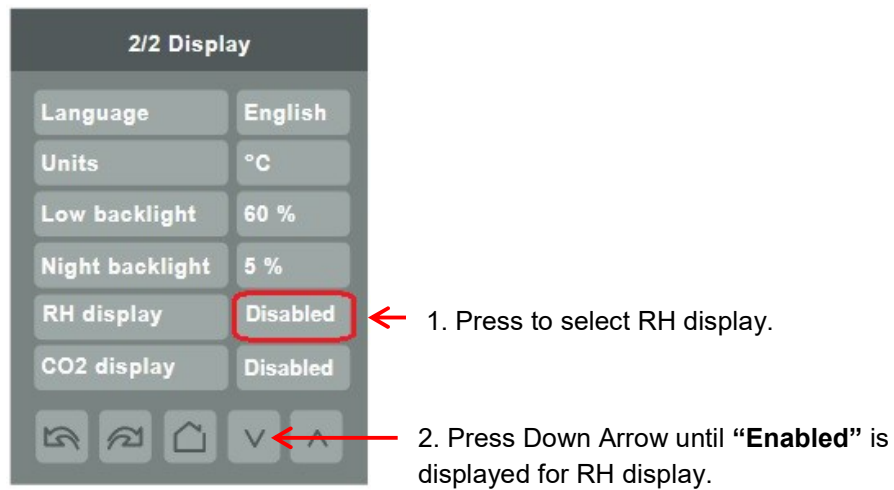 2/2 Display
Language English
Units °C
Low backlight 60 %
Night backlight 5 %
RH display Disabled
1. Press to select RH display.
CO2 display Disabled
2. Press Down Arrow until “Enabled” is
displayed for RH display.